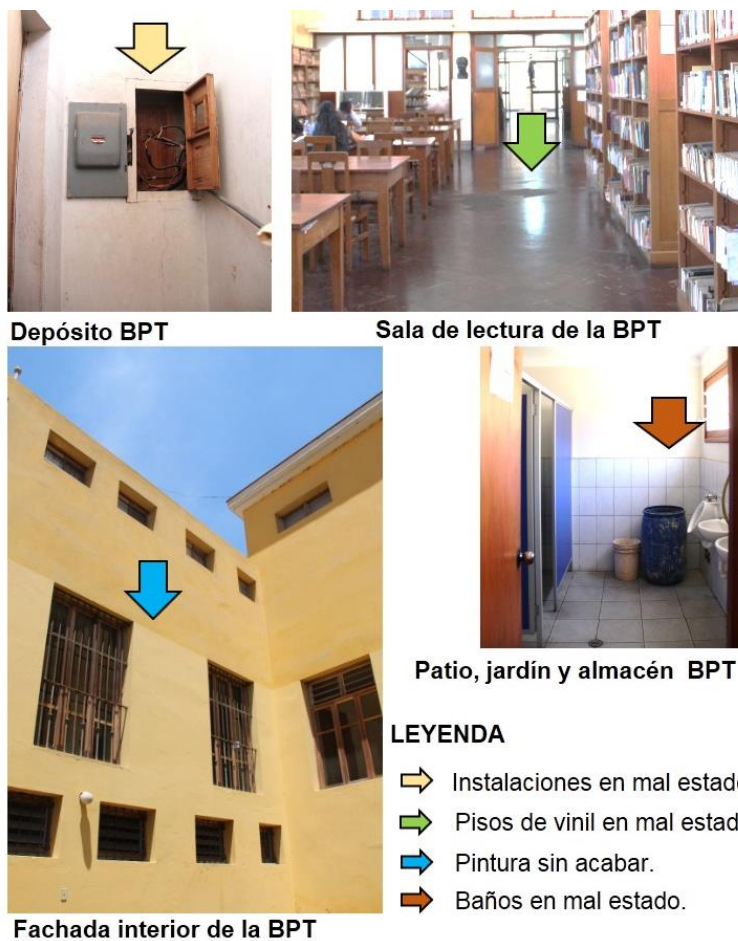 Depósito BPT
Sala de lectura de la BPT
Patio, jardín y almacén BPT
Fachada interior de la BPT
LEYENDA
Instalaciones en mal estado
Pisos de vinil en mal estad
Pintura sin acabar.
Baños en mal estado.